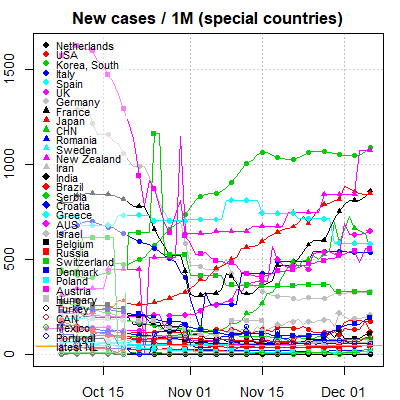 New cases / 1M (special countries)
1500
1000
500
0
Netherlands
USA
Korea, South
Italy
Spain
UK
Germany
France
Japan
CHN
Romania
Sweden
New Zealand
Iran
India
Brazil
Serbia
Croatia
Greece
AUS
Israel
Belgium
Russia
Switzerland
Denmark
Poland
Austria
Hungary
Turkey
CAN
Mexico
Portugal
latest NL
Oct 15
Nov 01
Nov 15
Dec 01